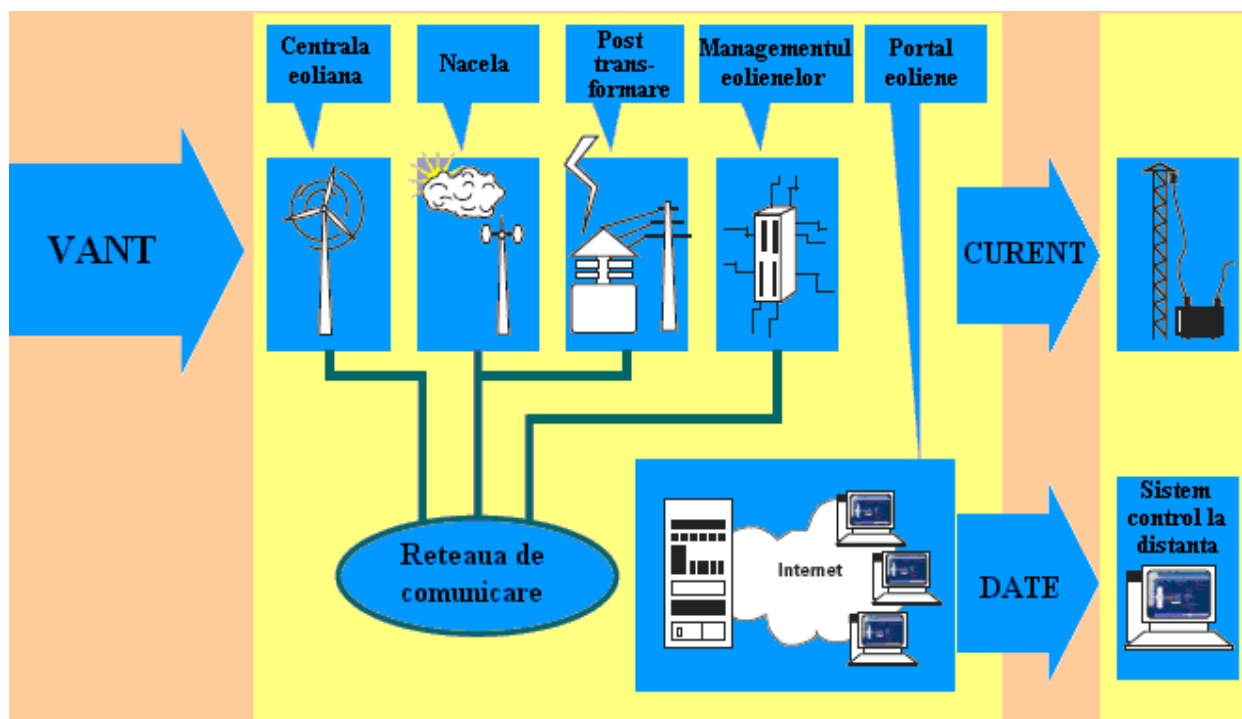 Centrala
eoliana
Nacela
Post
trans-
formare
Managementul
eolienelor
Portal
eoliene
VANT
CURENT
Reteaua de
comunicare
Internet
DATE
Sistem
control la
distanta